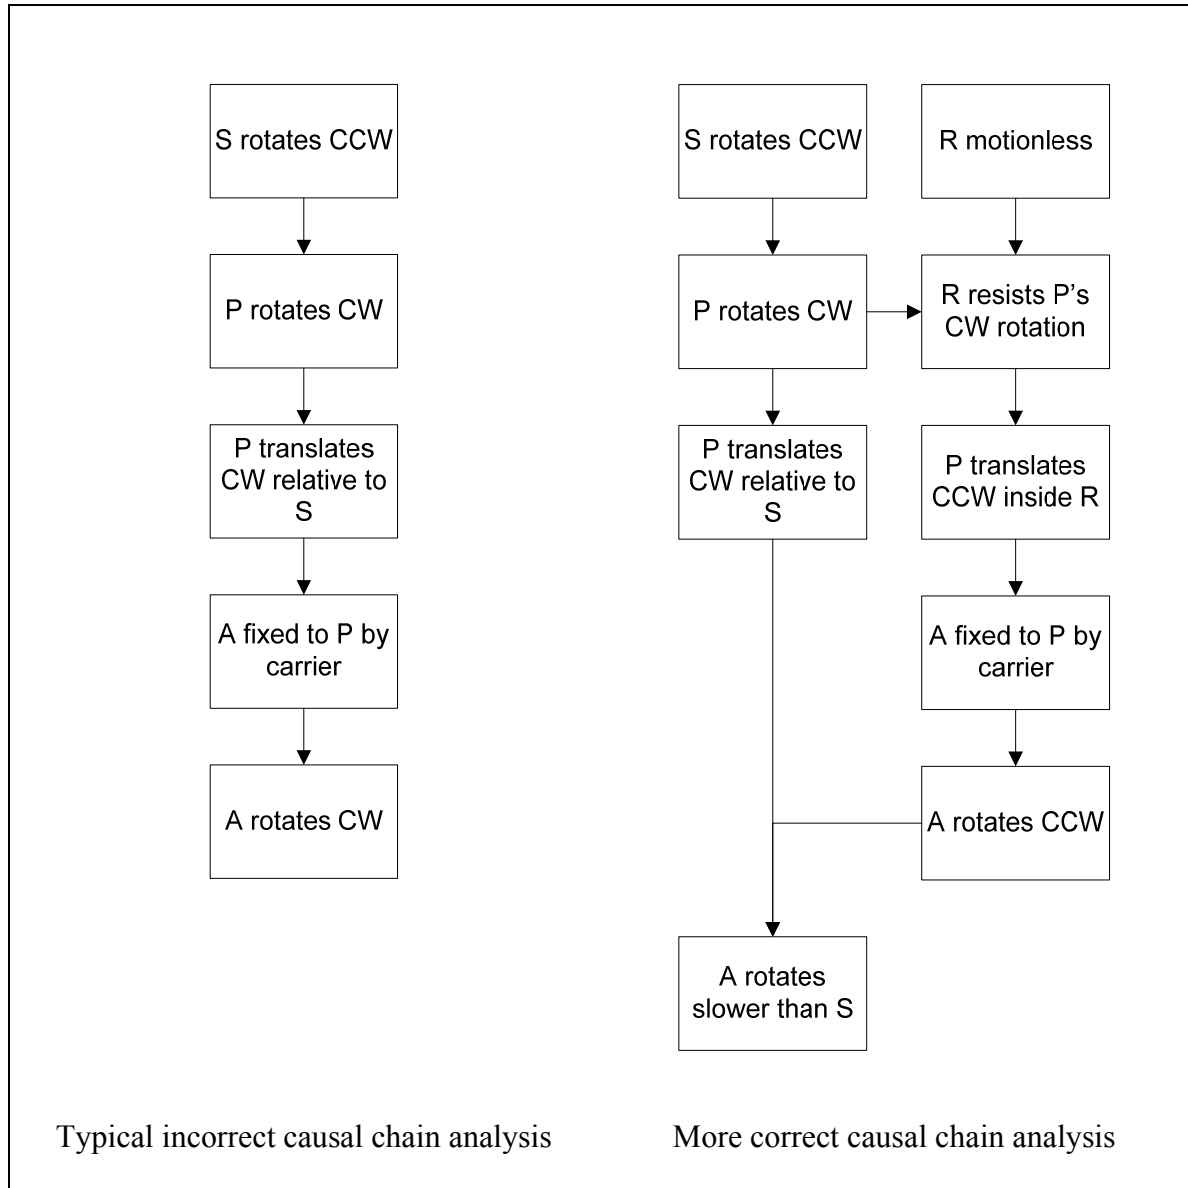 S rotates CCW
P rotates CW
P translates
CW relative to
S
A fixed to P by
carrier
A rotates CW
Typical incorrect causal chain analysis
S rotates CCW
P rotates CW
P translates
CW relative to
S
R motionless
R resists P’s
CW rotation
P translates
CCW inside R
A fixed to P by
carrier
A rotates CCW
A rotates
slower than S
More correct causal chain analysis